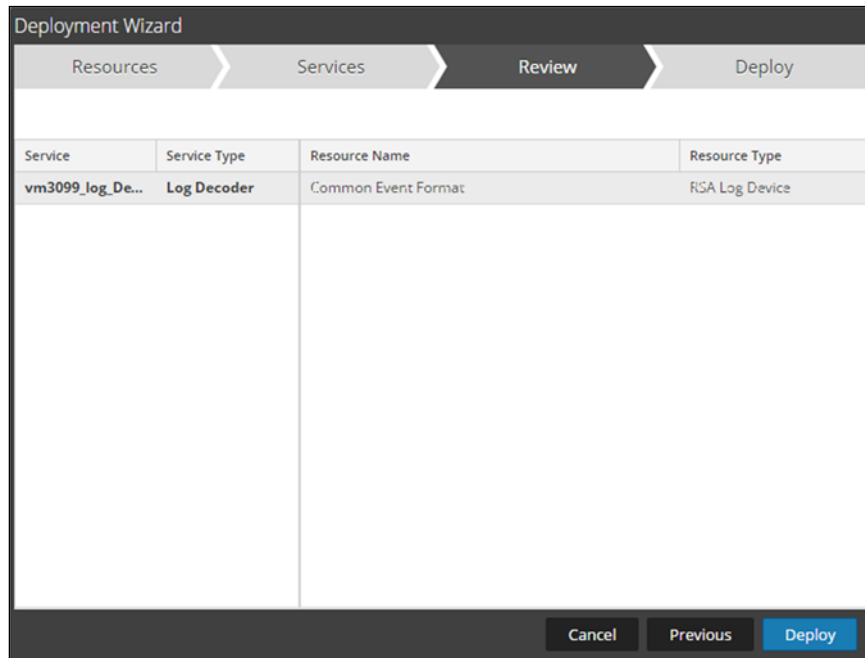 Deployment Wizard
Resources Services Review Deploy
Service Service Type Resource Name Resource Type
vm3099_log_De... Log Decoder Common Event Format RSA Log Device
Cancel Previous Deploy